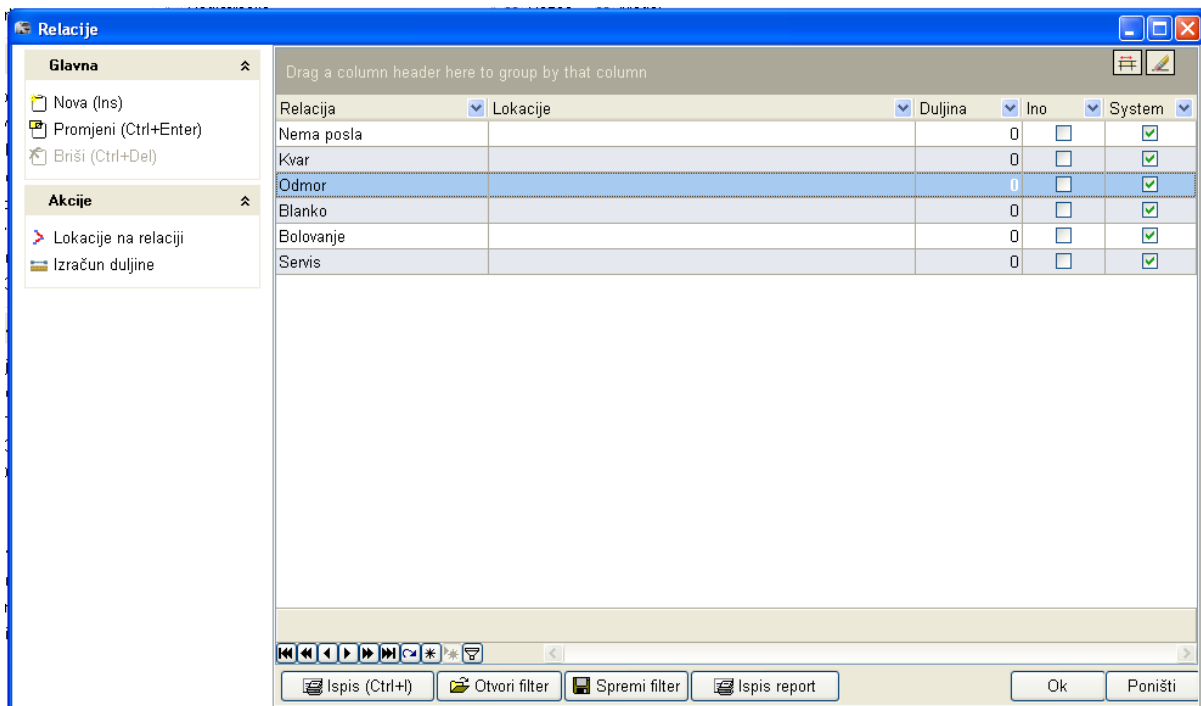 Relacije
Glavna
Nova (Ins)
Promjeni (Ctrl+Enter)
Briši (Ctrl+Del)
Akcije
Lokacije na relaciji
Izračun duljine
Drag a column header here to group by that column
Relacija Lokacije Duljina Ino System
Nema posla 0
Kvar 0
Odmor 0
Blanko 0
Bolovanje 0
Servis 0
Ispis (Ctrl+I) Otvori filter Spremi filter Ispis report Ok Poništi